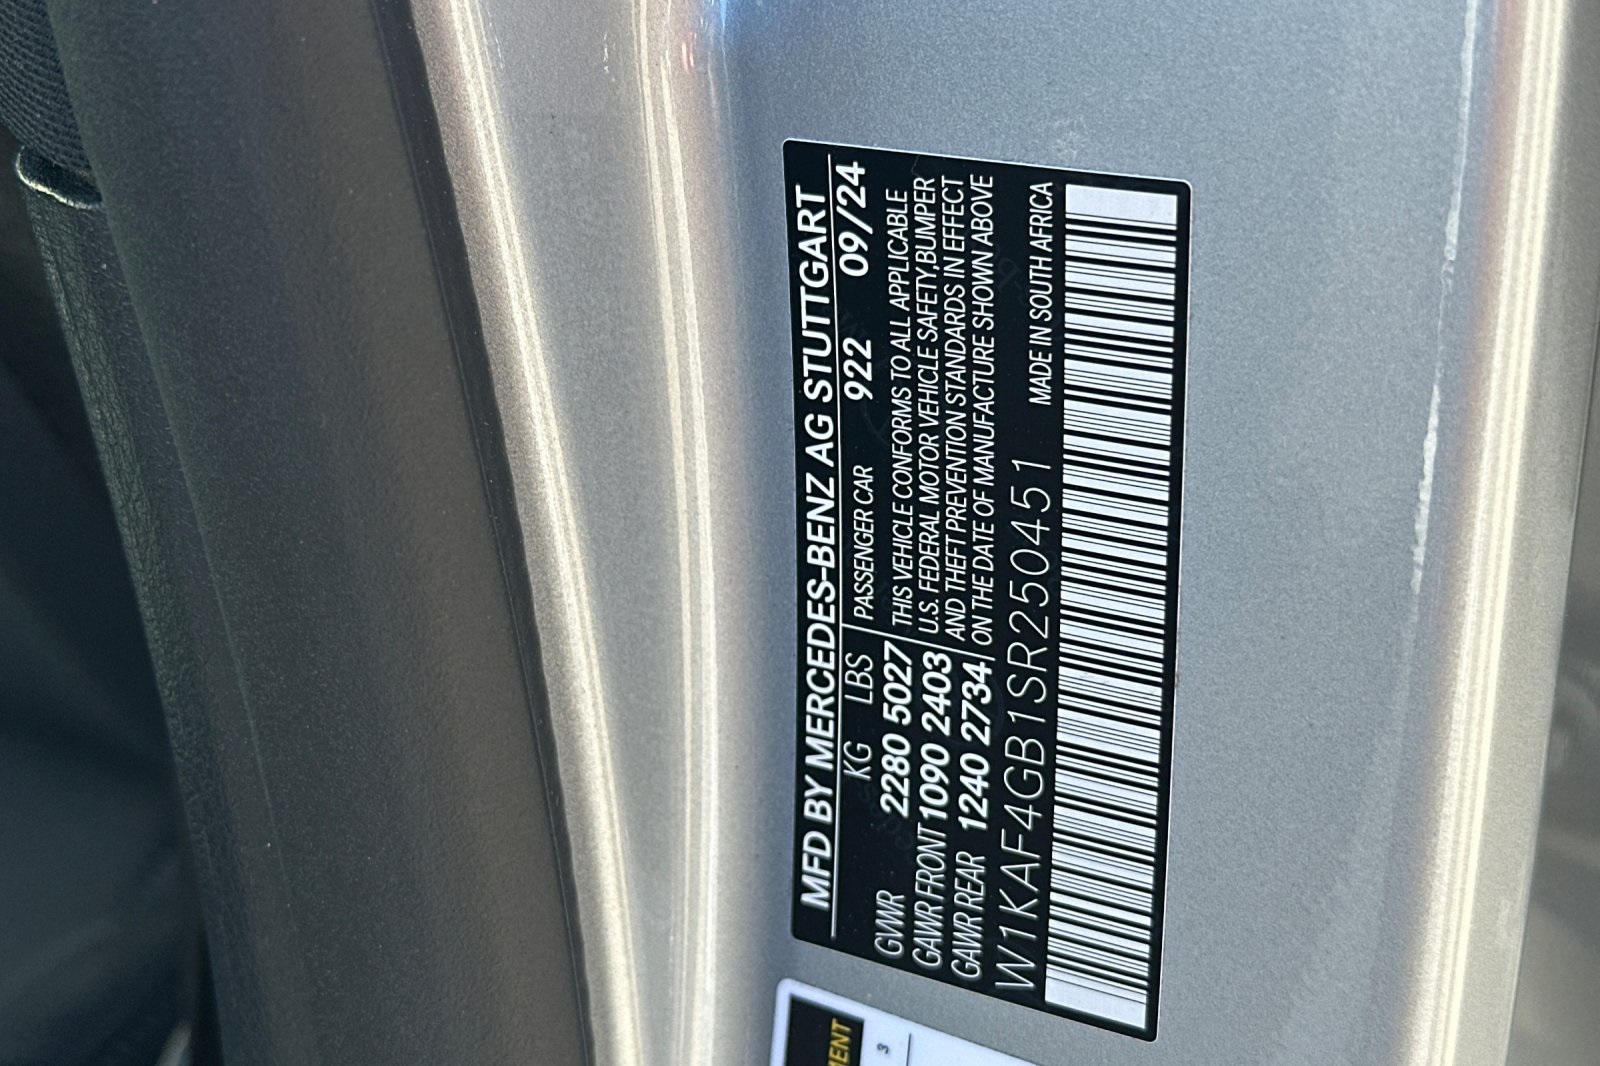 MFD BY MERCEDES-BENZ AG STUTTGART
KG LBS PASSENGER CAR 922 09/24
GVWR 2280 5027 THIS VEHICLE CONFORMS TO ALL APPLICABLE
GAWR FRONT 1090 2403 U.S. FEDERAL MOTOR VEHICLE SAFETY,BUMPER
GAWR REAR 1240 2734 AND THEFT PREVENTION STANDARDS IN EFFECT
ON THE DATE OF MANUFACTURE SHOWN ABOVE
W1KAF4GB1SR250451 MADE IN SOUTH AFRICA
MENT
3